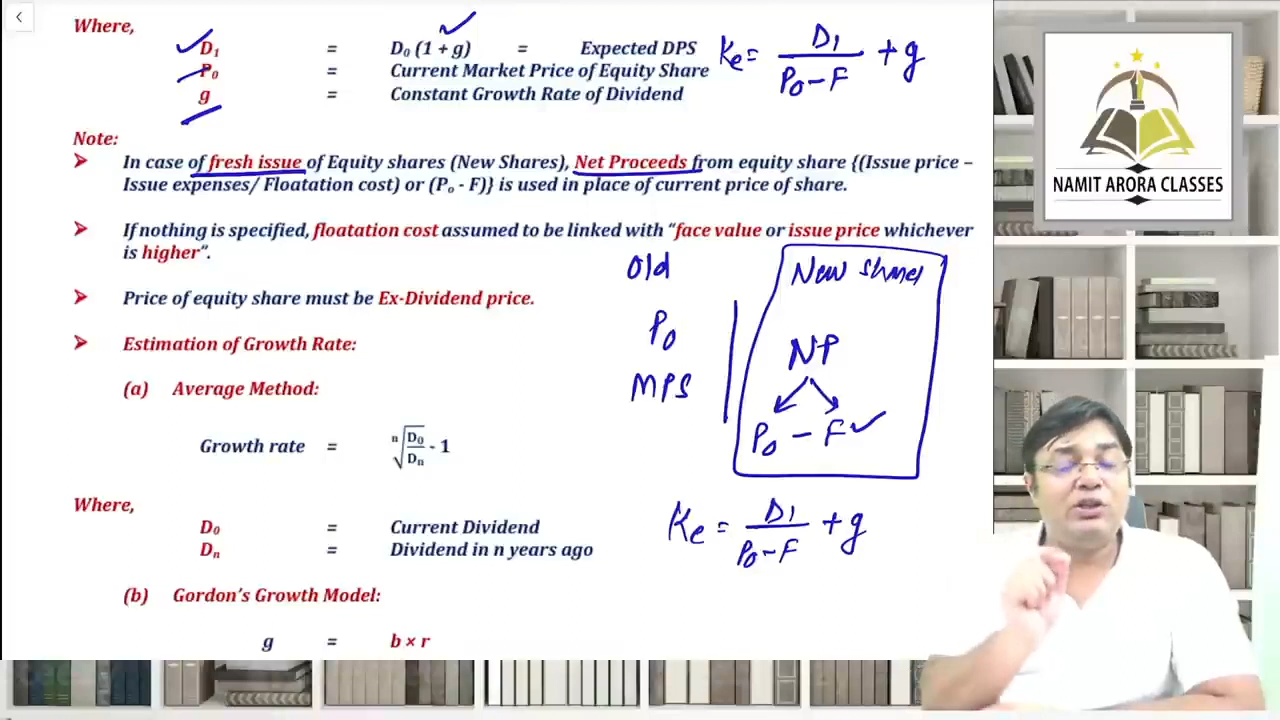 Where,
D₁ = D₀ (1 + g) = Expected DPS
P₀ = Current Market Price of Equity Share
g = Constant Growth Rate of Dividend
Ke = D₁ / P₀ - F + g
NAMIT ARORA CLASSES
Note:
➤ In case of fresh issue of Equity shares (New Shares), Net Proceeds from equity share {(Issue price –
Issue expenses/ Floatation cost) or (P₀ - F)} is used in place of current price of share.
➤ If nothing is specified, floatation cost assumed to be linked with “face value or issue price whichever
is higher”.
➤ Price of equity share must be Ex-Dividend price.
➤ Estimation of Growth Rate:
(a) Average Method:
Growth rate = ⁿ√D₀/Dₙ - 1
Old
P₀
MPS
New shares
NP
P₀ - F
Where,
D₀ = Current Dividend
Dₙ = Dividend in n years ago
Ke = D₁ / P₀ - F + g
(b) Gordon’s Growth Model:
g = b × r